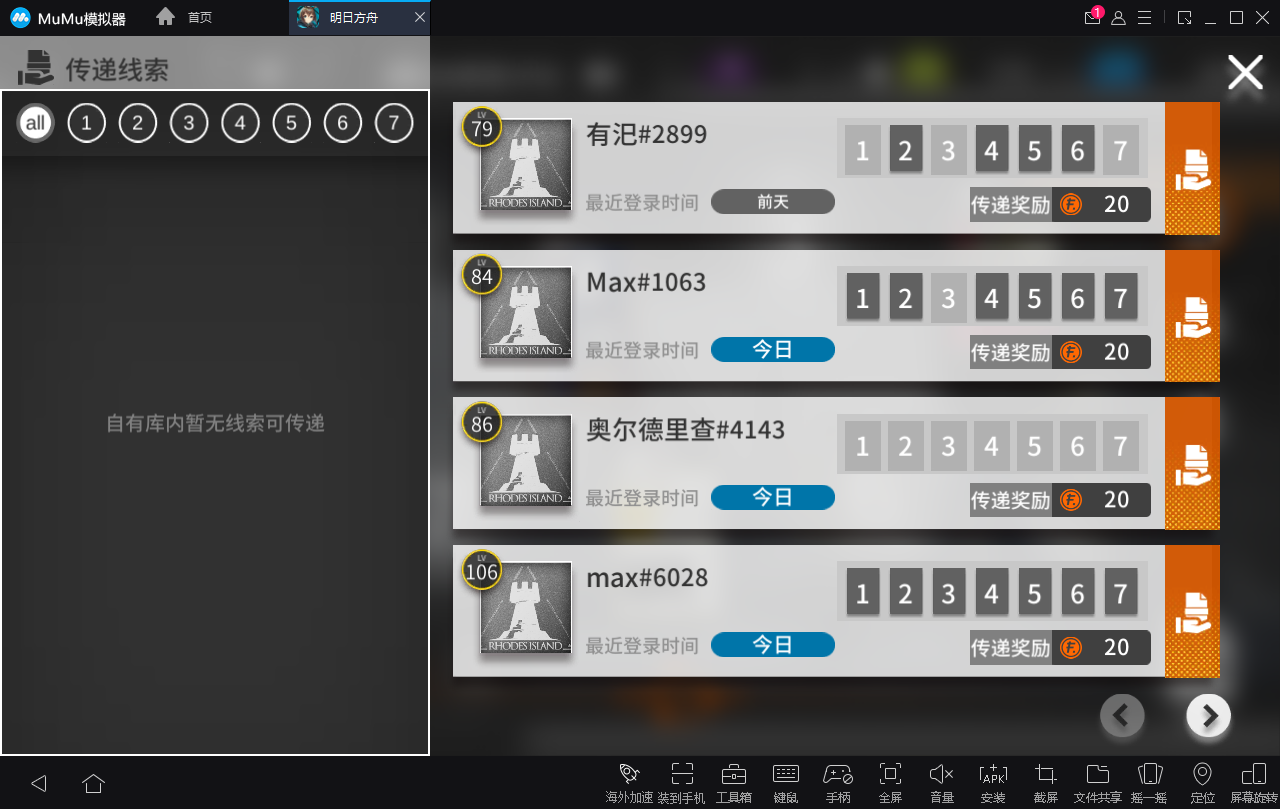 MuMu模拟器
首页
明日方舟
1
传递线索
all 1 2 3 4 5 6 7
自有库内暂无线索可传递
LV
79
有汜#2899
1 2 3 4 5 6 7
RHODES ISLAND
最近登录时间 前天
传递奖励 20
LV
84
Max#1063
1 2 3 4 5 6 7
RHODES ISLAND
最近登录时间 今日
传递奖励 20
LV
86
奥尔德里查#4143
1 2 3 4 5 6 7
RHODES ISLAND
最近登录时间 今日
传递奖励 20
LV
106
max#6028
1 2 3 4 5 6 7
RHODES ISLAND
最近登录时间 今日
传递奖励 20
APK
海外加速 装到手机 工具箱 键鼠 手柄 全屏 音量 安装 截屏 文件共享 摇一摇 定位 屏幕旋转